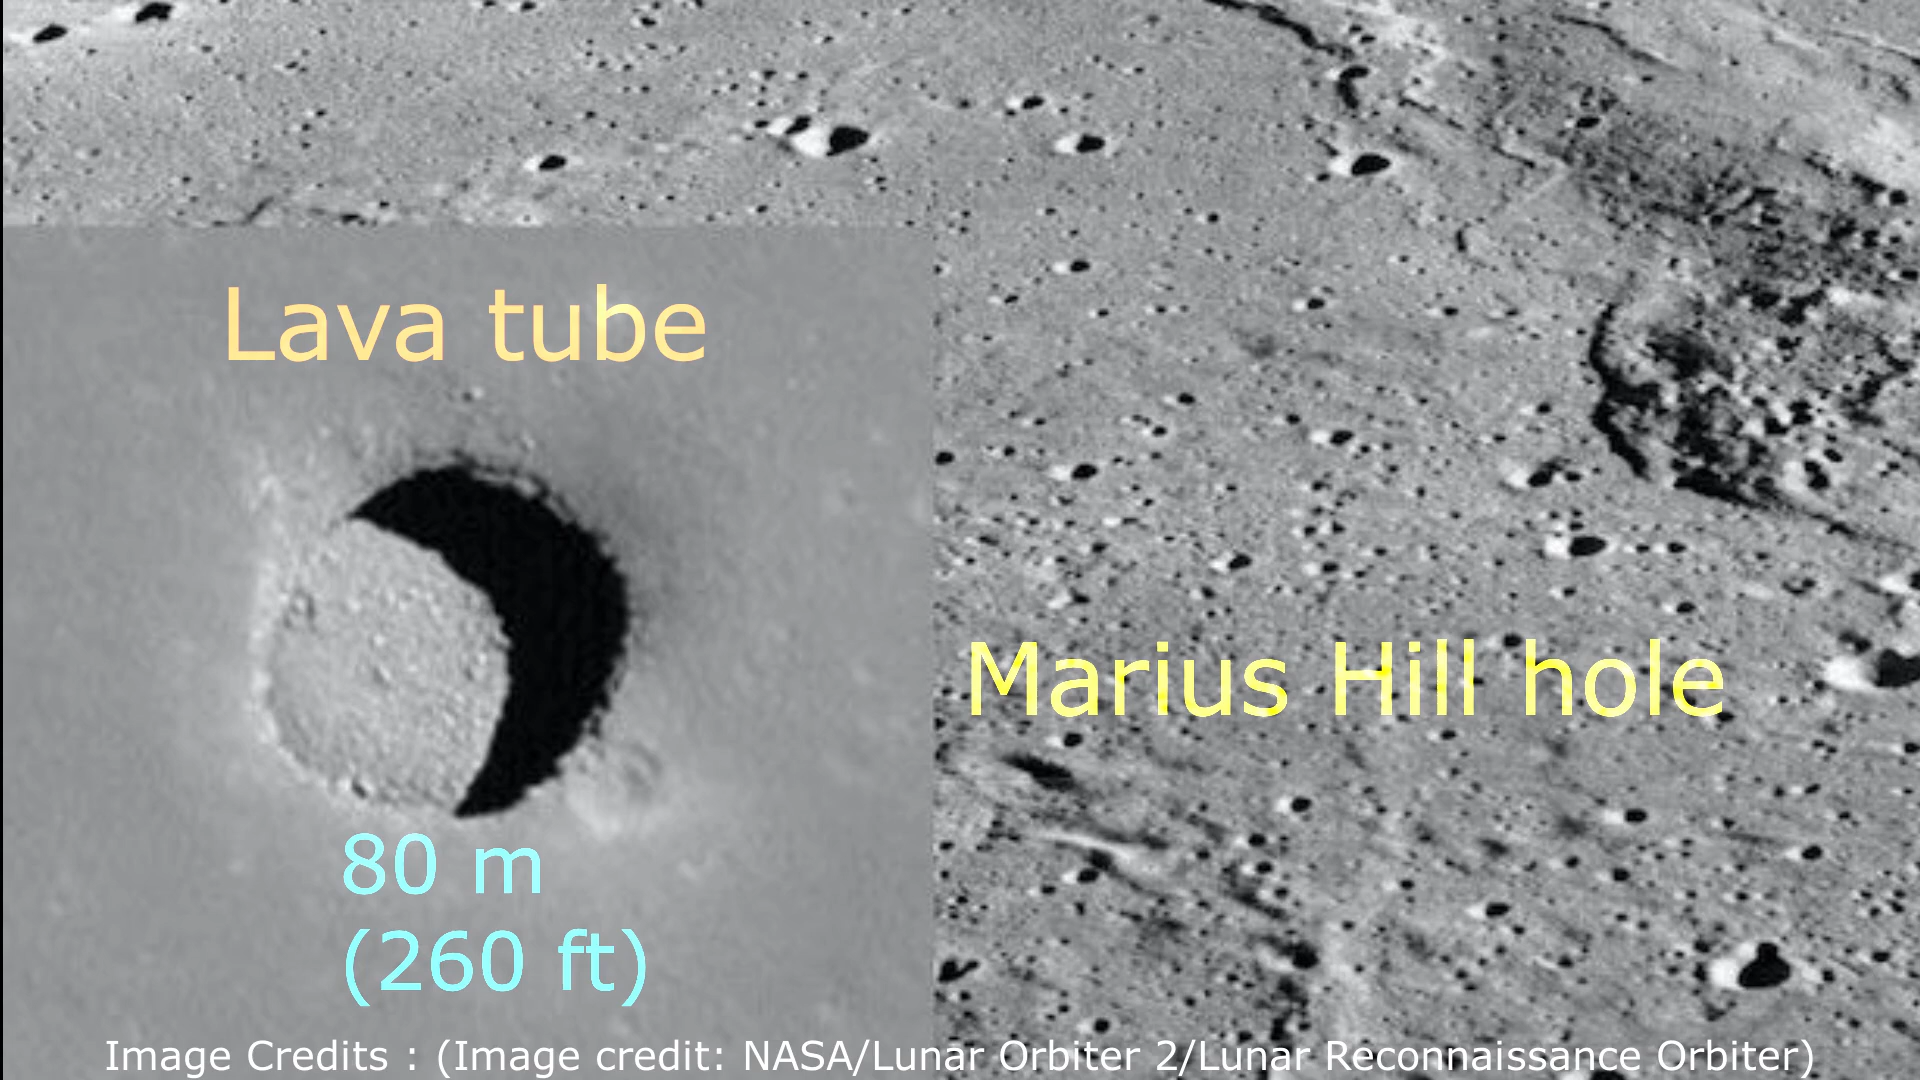 Lava tube
Marius Hill hole
80 m
(260 ft)
Image Credits : (Image credit: NASA/Lunar Orbiter 2/Lunar Reconnaissance Orbiter)